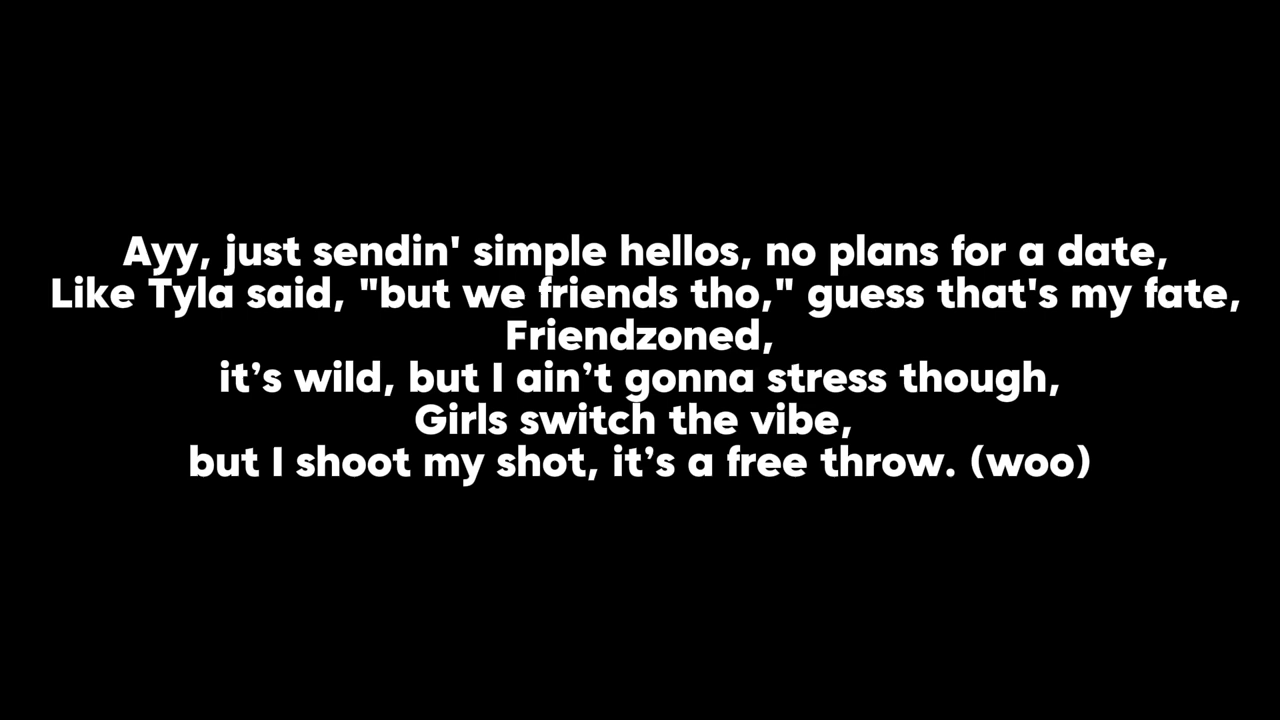 Ayy, just sendin' simple hellos, no plans for a date,
Like Tyla said, "but we friends tho," guess that's my fate,
Friendzoned,
it’s wild, but I ain’t gonna stress though,
Girls switch the vibe,
but I shoot my shot, it’s a free throw. (woo)